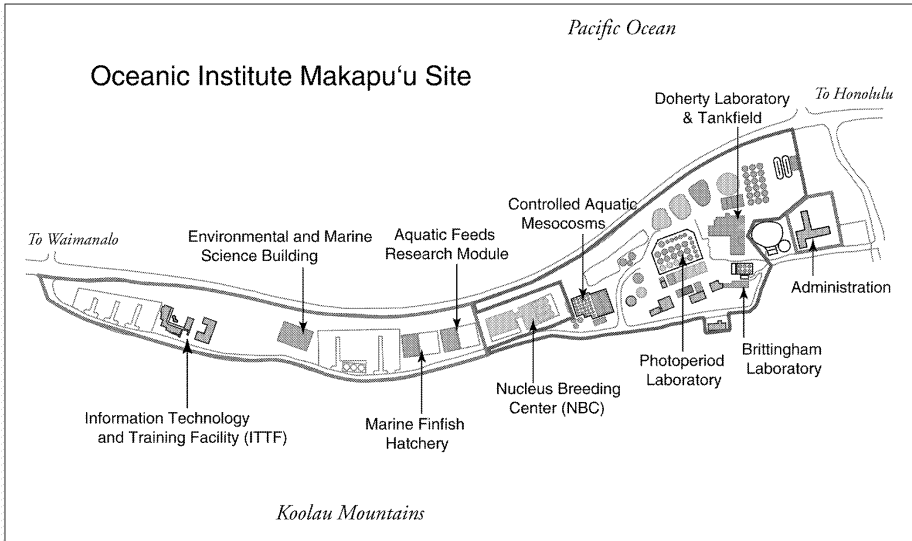 Pacific Ocean
Oceanic Institute Makapu‘u Site
To Honolulu
Doherty Laboratory
& Tankfield
Controlled Aquatic
Mesocosms
To Waimanalo
Environmental and Marine
Science Building
Aquatic Feeds
Research Module
Administration
Photoperiod
Laboratory
Brittingham
Laboratory
Nucleus Breeding
Center (NBC)
Information Technology
and Training Facility (ITTF)
Marine Finfish
Hatchery
Koolau Mountains